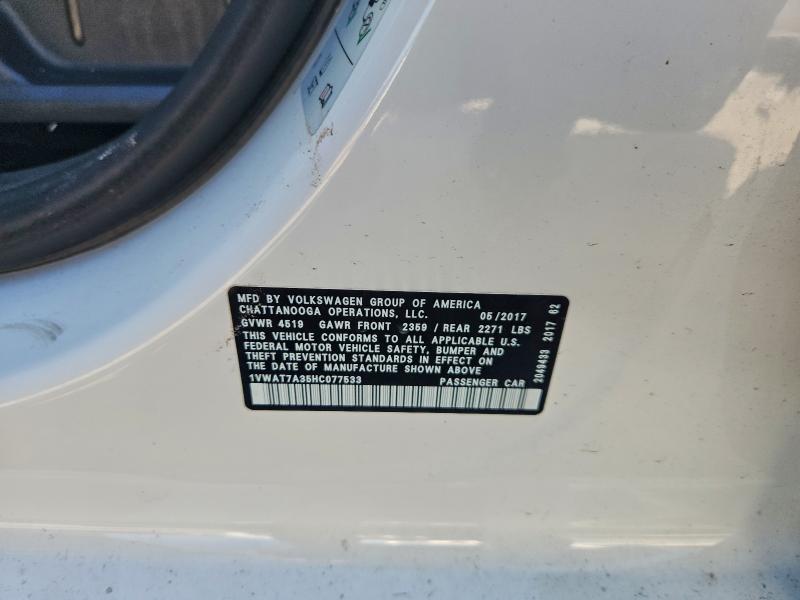 MFD BY VOLKSWAGEN GROUP OF AMERICA
CHATTANOOGA OPERATIONS, LLC. 05/2017
GVWR 4519 GAWR FRONT 2359 / REAR 2271 LBS
THIS VEHICLE CONFORMS TO ALL APPLICABLE U.S.
FEDERAL MOTOR VEHICLE SAFETY, BUMPER AND
THEFT PREVENTION STANDARDS IN EFFECT ON
THE DATE OF MANUFACTURE SHOWN ABOVE
1VWAT7A35HC077533 PASSENGER CAR
2049433 2017 62